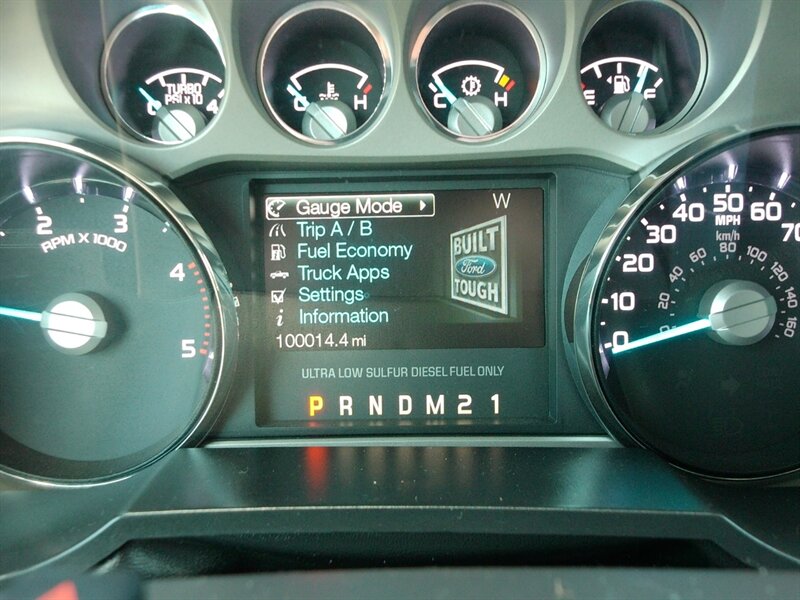 TURBO
PSI X 10
0 4
C H
C H
E F
2 3
RPM X 1000
4
5
W
Gauge Mode
Trip A / B
Fuel Economy
Truck Apps
Settings
Information
100014.4 mi
BUILT
Ford
TOUGH
ULTRA LOW SULFUR DIESEL FUEL ONLY
P R N D M 2 1
0 10 20 30 40 50 60 70
MPH
km/h
0 20 40 60 80 100 120 140 160